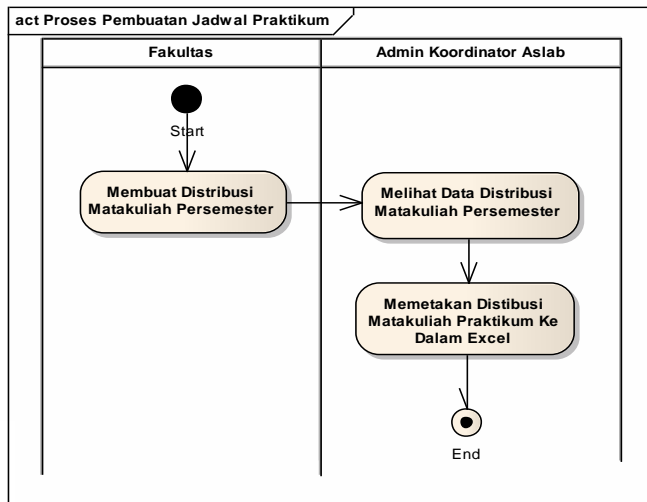 act Proses Pembuatan Jadwal Praktikum
Fakultas
Admin Koordinator Aslab
Start
Membuat Distribusi
Matakuliah Persemester
Melihat Data Distribusi
Matakuliah Persemester
Memetakan Distibusi
Matakuliah Praktikum Ke
Dalam Excel
End